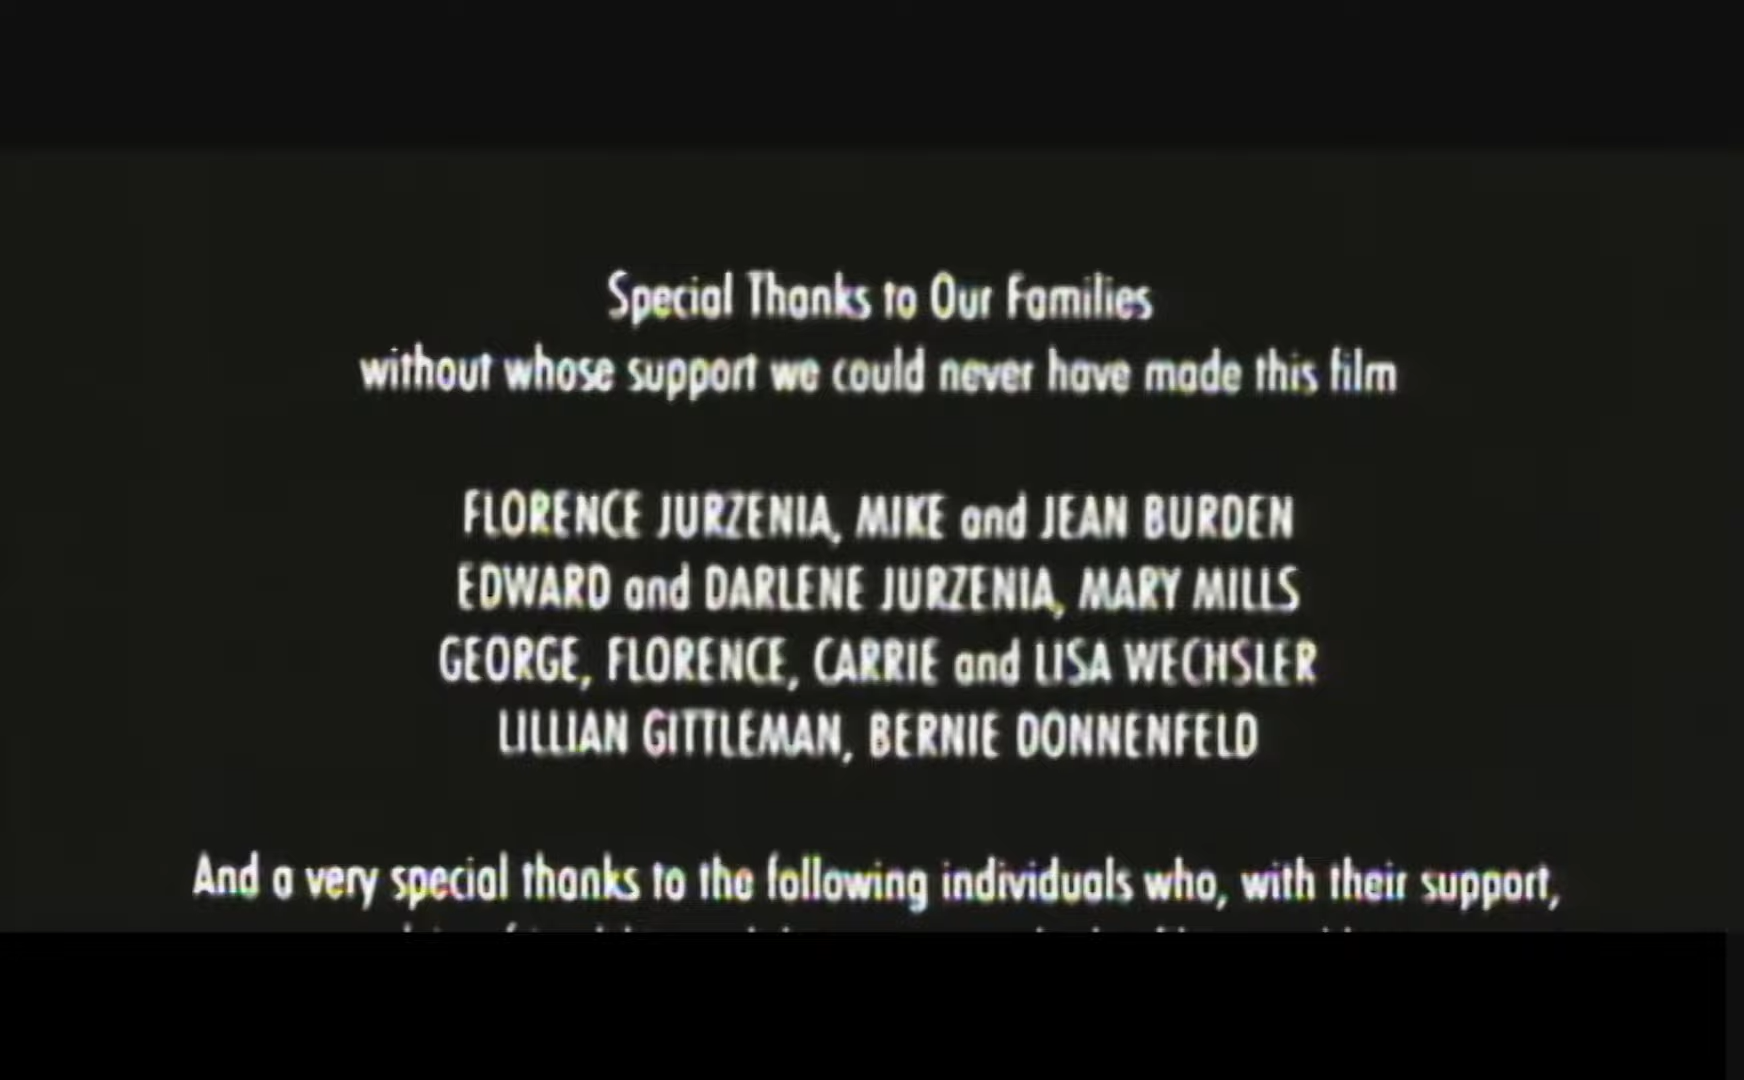 Special Thanks to Our Families
without whose support we could never have made this film
FLORENCE JURZENIA, MIKE and JEAN BURDEN
EDWARD and DARLENE JURZENIA, MARY MILLS
GEORGE, FLORENCE, CARRIE and LISA WECHSLER
LILLIAN GITTLEMAN, BERNIE DONNENFELD
And a very special thanks to the following individuals who, with their support,